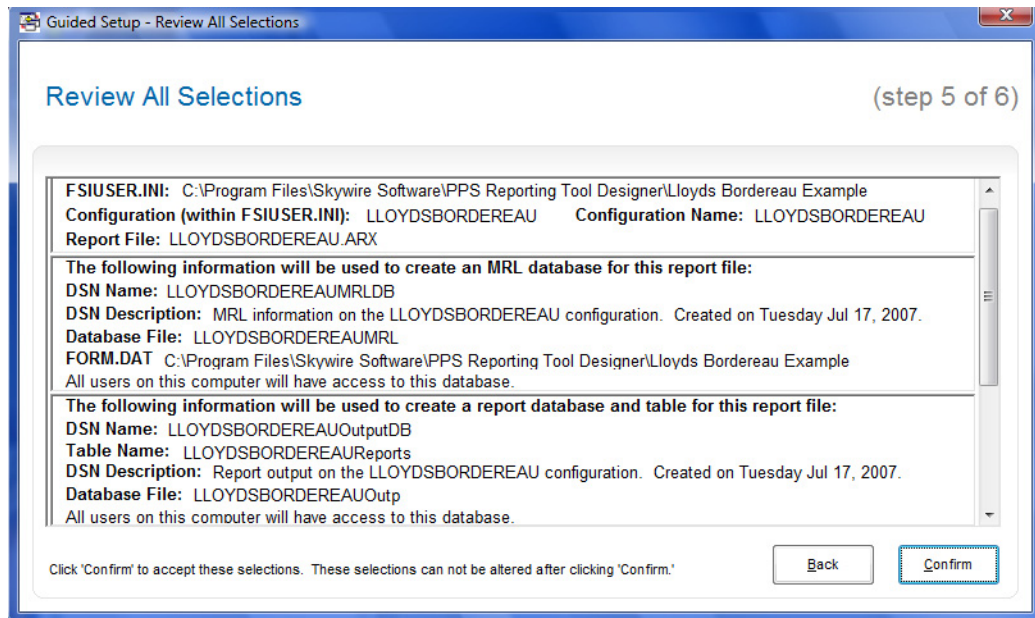 Guided Setup - Review All Selections
Review All Selections (step 5 of 6)
FSIUSER.INI: C:\Program Files\Skywire Software\PPS Reporting Tool Designer\Lloyds Bordereau Example
Configuration (within FSIUSER.INI): LLOYDSBORDEREAU Configuration Name: LLOYDSBORDEREAU
Report File: LLOYDSBORDEREAU.ARX
The following information will be used to create an MRL database for this report file:
DSN Name: LLOYDSBORDEREAUMRLDB
DSN Description: MRL information on the LLOYDSBORDEREAU configuration. Created on Tuesday Jul 17, 2007.
Database File: LLOYDSBORDEREAUMRL
FORM.DAT C:\Program Files\Skywire Software\PPS Reporting Tool Designer\Lloyds Bordereau Example
All users on this computer will have access to this database.
The following information will be used to create a report database and table for this report file:
DSN Name: LLOYDSBORDEREAUOutputDB
Table Name: LLOYDSBORDEREAUReports
DSN Description: Report output on the LLOYDSBORDEREAU configuration. Created on Tuesday Jul 17, 2007.
Database File: LLOYDSBORDEREAUOutp
All users on this computer will have access to this database.
Click 'Confirm' to accept these selections. These selections can not be altered after clicking 'Confirm.' Back Confirm